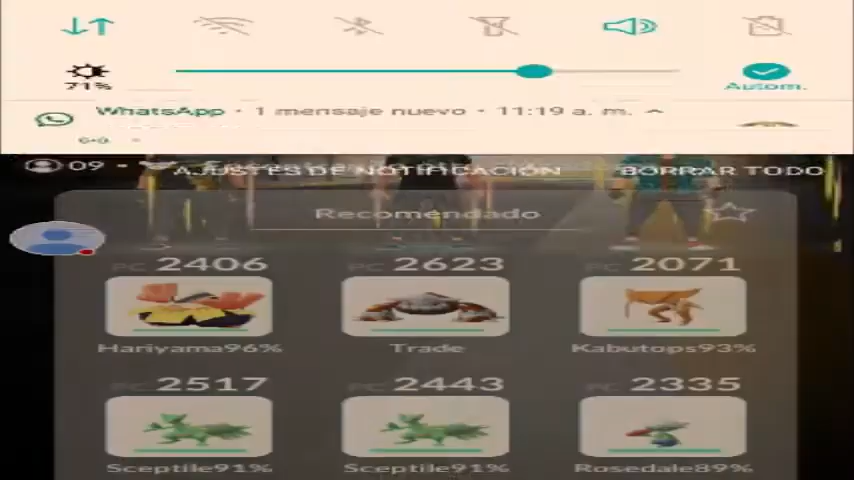 71%
Autom.
WhatsApp • 1 mensaje nuevo • 11:19 a. m.
09
AJUSTES DE NOTIFICACIÓN BORRAR TODO
Recomendado
PC 2406 PC 2623 PC 2071
Hariyama96% Trade Kabutops93%
PC 2517 PC 2443 PC 2335
Sceptile91% Sceptile91% Rosedale89%